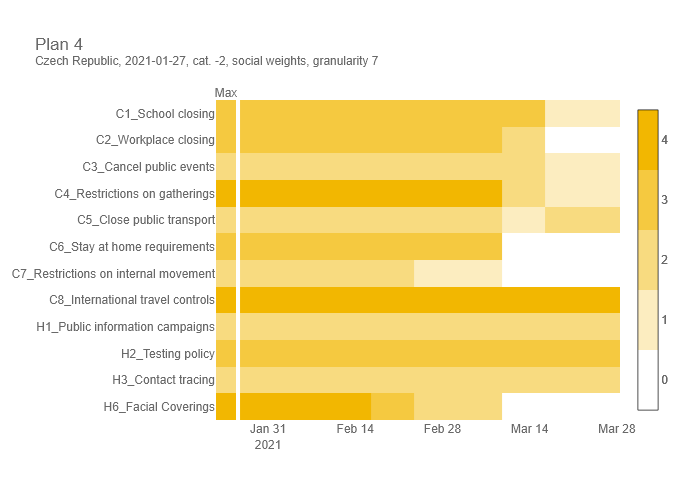 Plan 4
Czech Republic, 2021-01-27, cat. -2, social weights, granularity 7
Max
C1_School closing
C2_Workplace closing
C3_Cancel public events
C4_Restrictions on gatherings
C5_Close public transport
C6_Stay at home requirements
C7_Restrictions on internal movement
C8_International travel controls
H1_Public information campaigns
H2_Testing policy
H3_Contact tracing
H6_Facial Coverings
4
3
2
1
0
Jan 31 Feb 14 Feb 28 Mar 14 Mar 28
2021